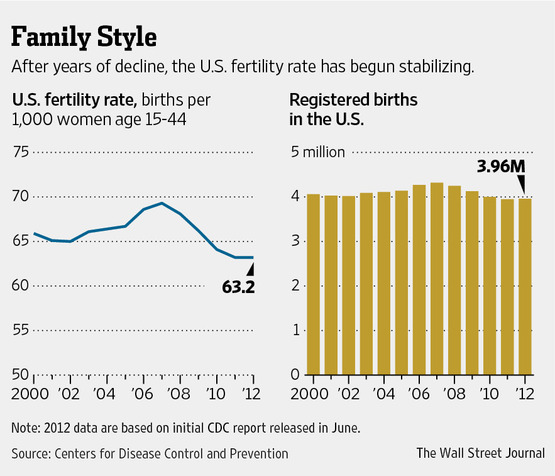 Family Style
After years of decline, the U.S. fertility rate has begun stabilizing.
U.S. fertility rate, births per
1,000 women age 15-44
75
70
65
60
55
50
63.2
2000 '02 '04 '06 '08 '10 '12
Registered births
in the U.S.
5 million
3.96M
4
3
2
1
0
2000 '02 '04 '06 '08 '10 '12
Note: 2012 data are based on initial CDC report released in June.
Source: Centers for Disease Control and Prevention
The Wall Street Journal